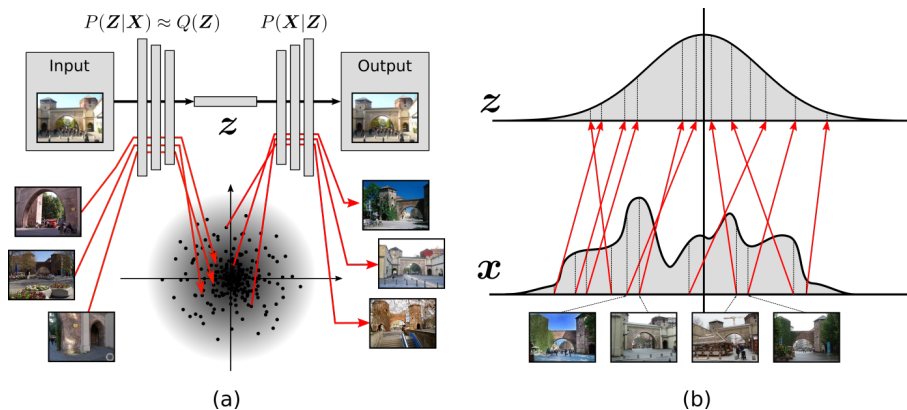 P(Z|X) ≈ Q(Z)
P(X|Z)
Input
Output
z
(a)
z
x
(b)